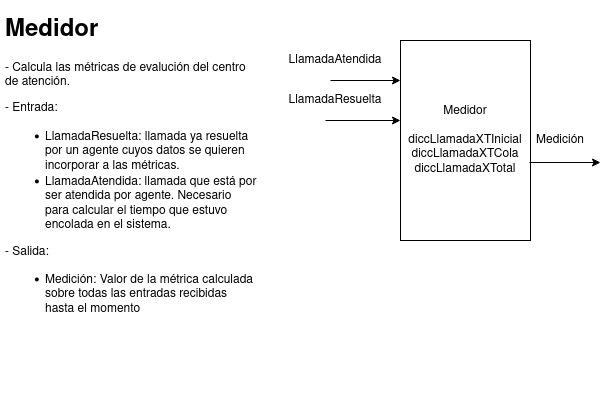 Medidor
- Calcula las métricas de evalución del centro
de atención.
- Entrada:
• LlamadaResuelta: llamada ya resuelta
por un agente cuyos datos se quieren
incorporar a las métricas.
• LlamadaAtendida: llamada que está por
ser atendida por agente. Necesario
para calcular el tiempo que estuvo
encolada en el sistema.
- Salida:
• Medición: Valor de la métrica calculada
sobre todas las entradas recibidas
hasta el momento
LlamadaAtendida
LlamadaResuelta
Medidor
diccLlamadaXTInicial
diccLlamadaXTCola
diccLlamadaXTotal
Medición